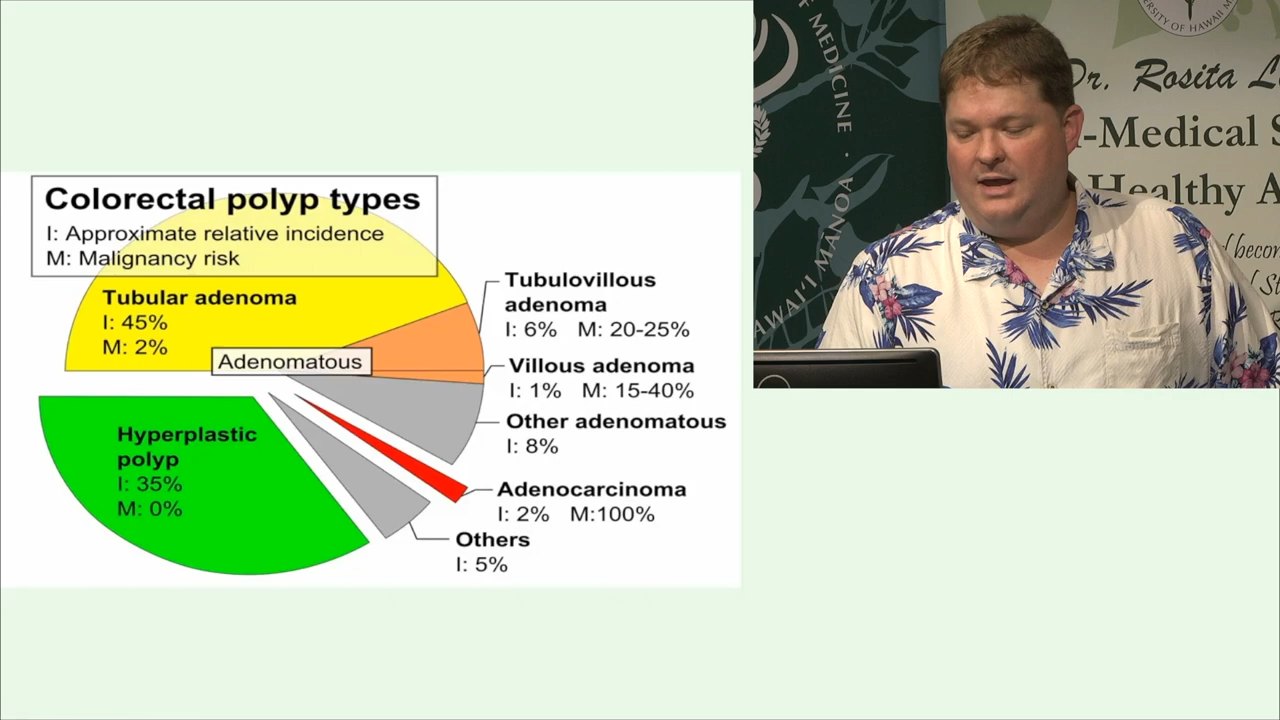 Colorectal polyp types
I: Approximate relative incidence
M: Malignancy risk
Tubular adenoma
I: 45%
M: 2%
Adenomatous
Tubulovillous
adenoma
I: 6% M: 20-25%
Villous adenoma
I: 1% M: 15-40%
Other adenomatous
I: 8%
Hyperplastic
polyp
I: 35%
M: 0%
Adenocarcinoma
I: 2% M:100%
Others
I: 5%
MEDICINE
MANOA
Dr. Rosita
-Medical
Healthy